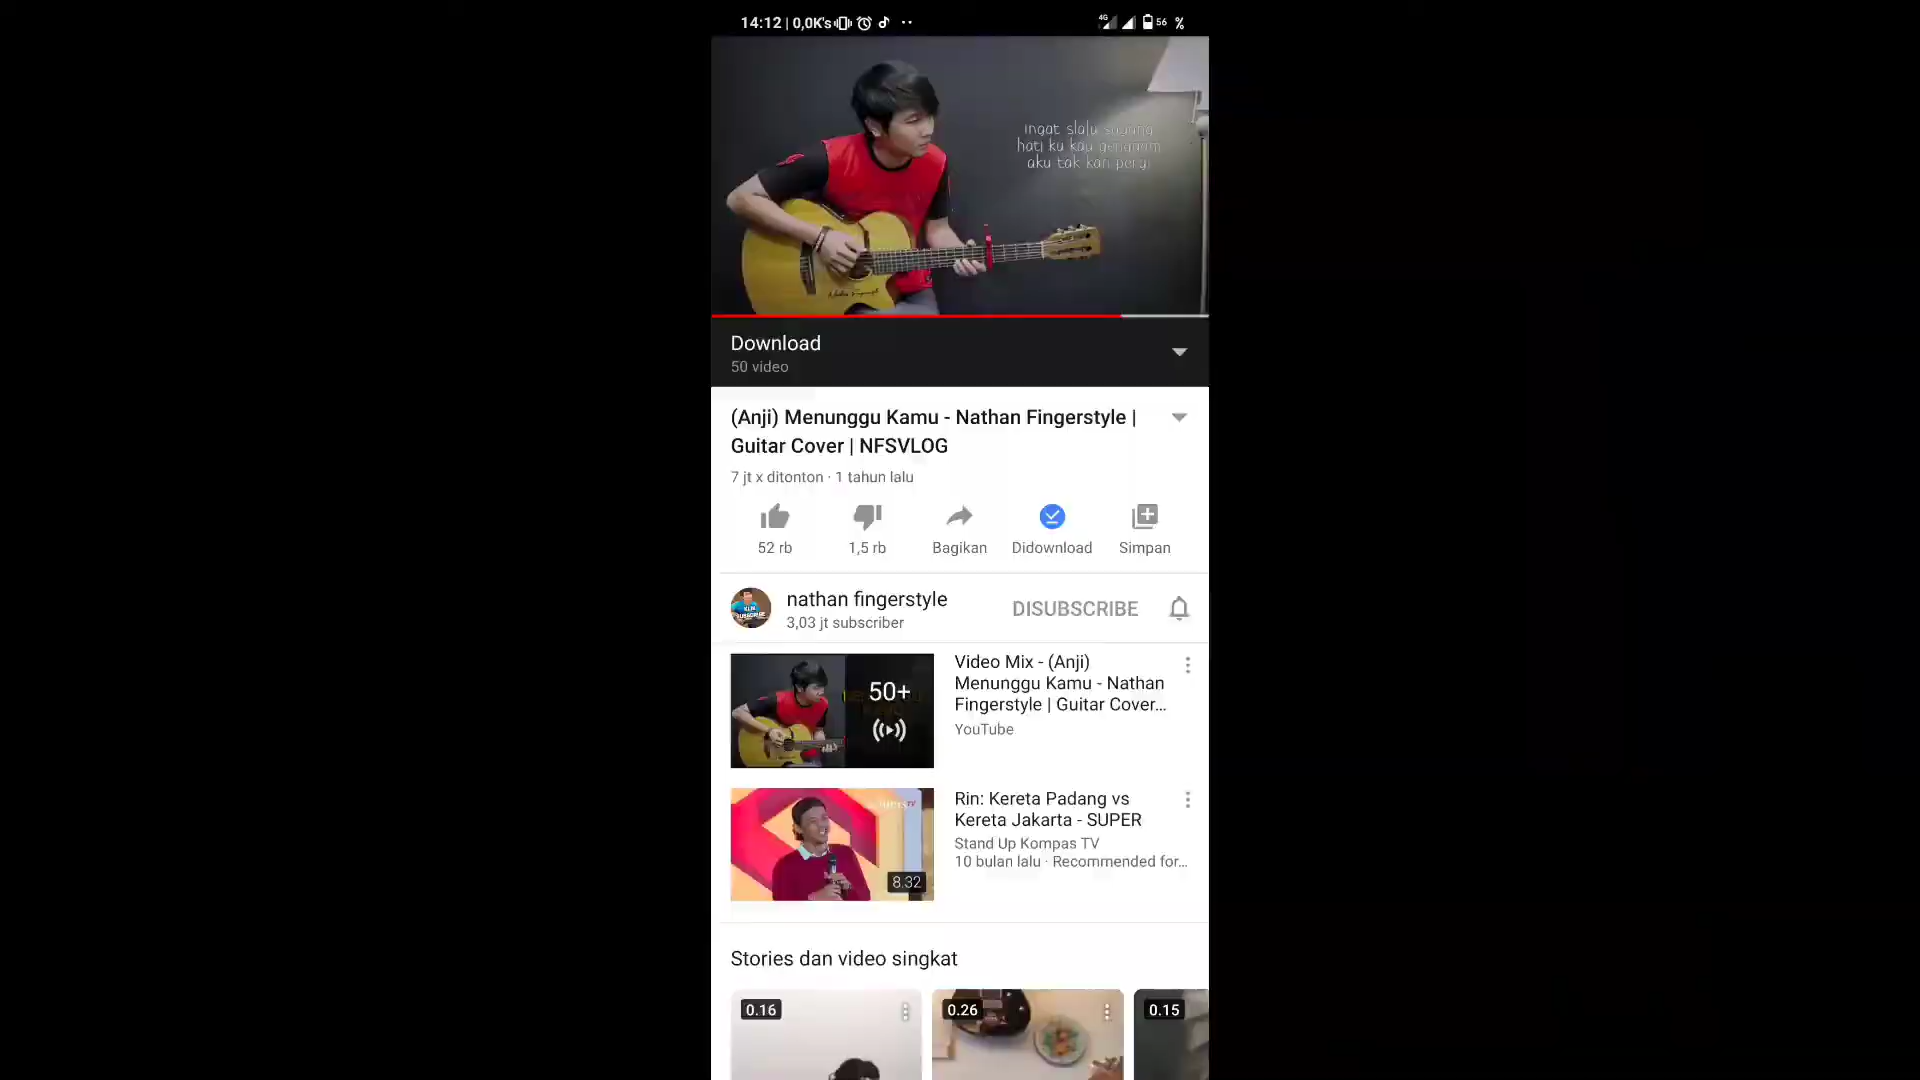 14:12 | 0,0K's
4G 56 %
ingat slalu sayang
hati ku kau genggam
aku tak kan pergi
Download
50 video
(Anji) Menunggu Kamu - Nathan Fingerstyle |
Guitar Cover | NFSVLOG
7 jt x ditonton · 1 tahun lalu
52 rb
1,5 rb
Bagikan
Didownload
Simpan
nathan fingerstyle
3,03 jt subscriber
DISUBSCRIBE
50+
Video Mix - (Anji)
Menunggu Kamu - Nathan
Fingerstyle | Guitar Cover...
YouTube
8.32
Rin: Kereta Padang vs
Kereta Jakarta - SUPER
Stand Up Kompas TV
10 bulan lalu · Recommended for...
Stories dan video singkat
0.16
0.26
0.15